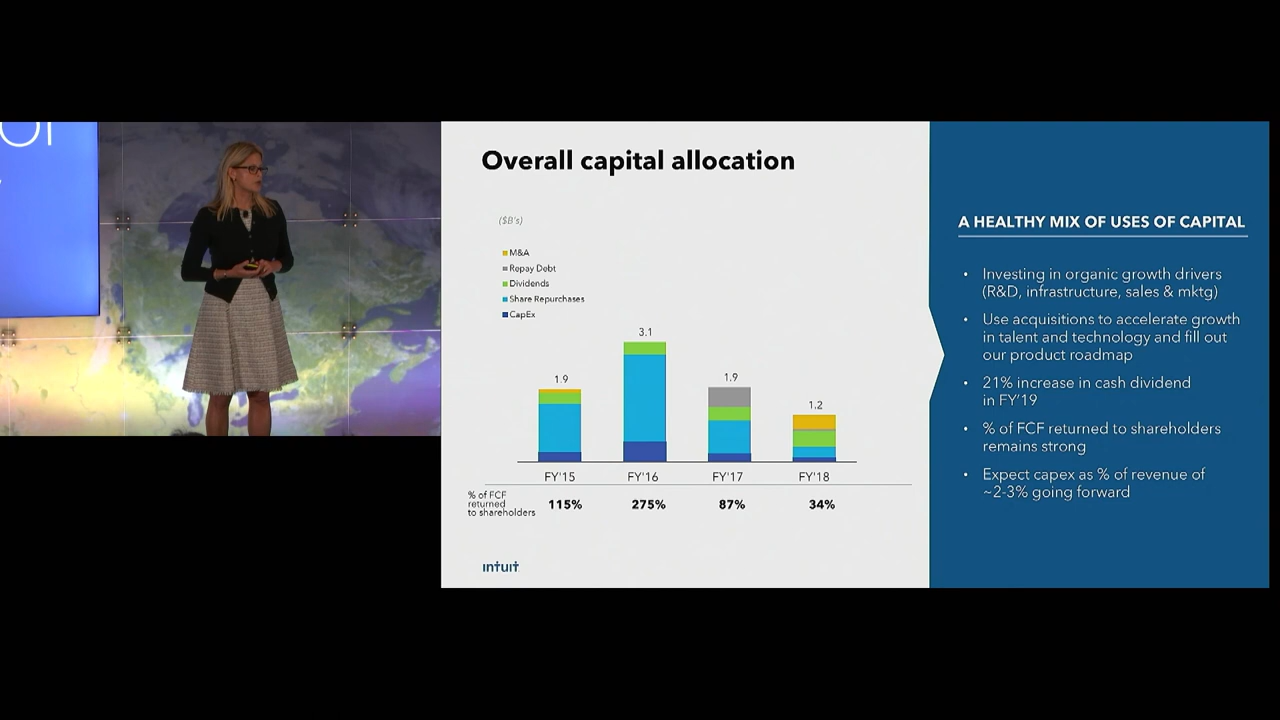 Overall capital allocation
($B's)
M&A
Repay Debt
Dividends
Share Repurchases
CapEx
1.9
3.1
1.9
1.2
FY'15
FY'16
FY'17
FY'18
% of FCF
returned
to shareholders
115%
275%
87%
34%
intuit
A HEALTHY MIX OF USES OF CAPITAL
• Investing in organic growth drivers
(R&D, infrastructure, sales & mktg)
• Use acquisitions to accelerate growth
in talent and technology and fill out
our product roadmap
• 21% increase in cash dividend
in FY'19
• % of FCF returned to shareholders
remains strong
• Expect capex as % of revenue of
~2-3% going forward